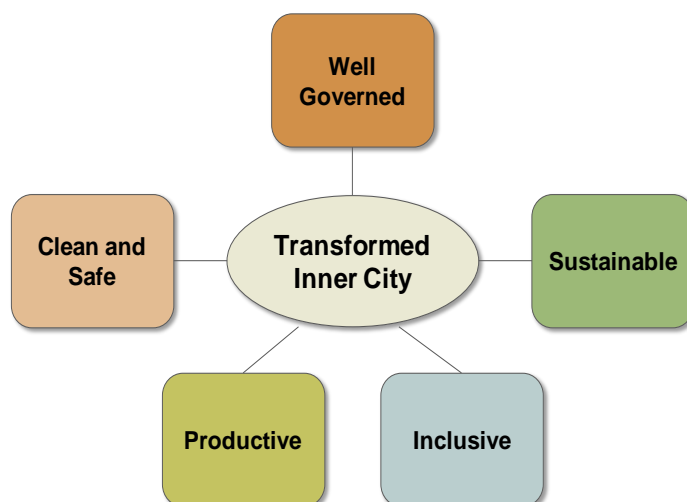 Well
Governed
Clean and
Safe
Transformed
Inner City
Sustainable
Productive
Inclusive